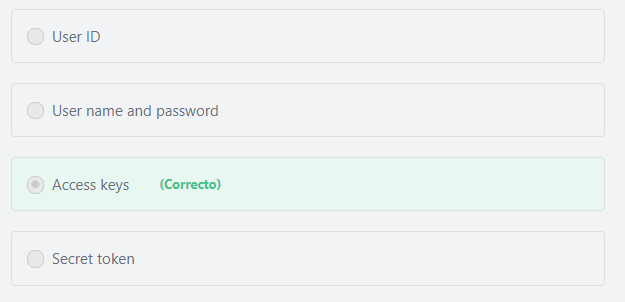 User ID
User name and password
Access keys (Correcto)
Secret token